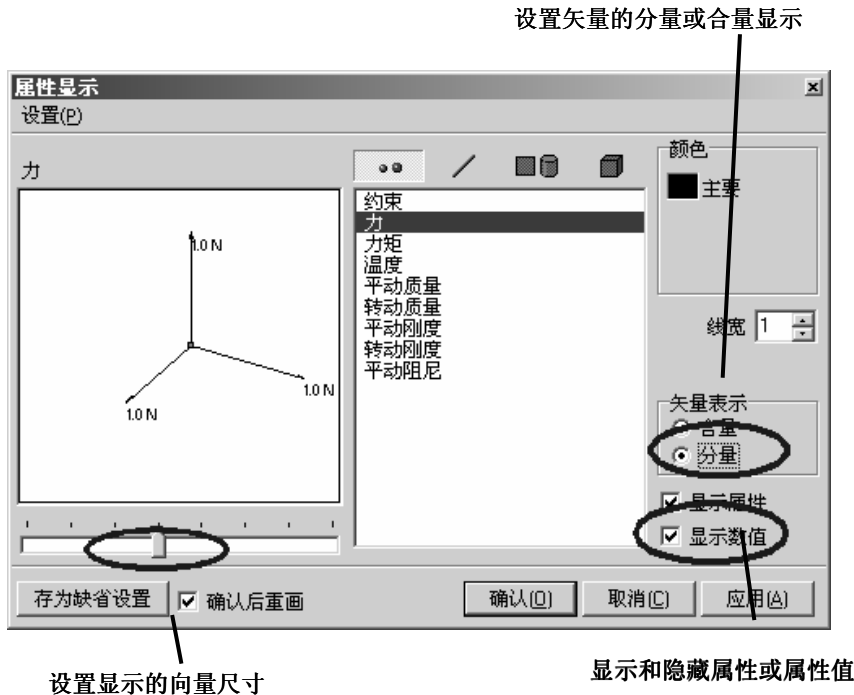 设置矢量的分量或合量显示
属性显示
设置(P)
力
颜色
主要
1.0 N
1.0 N
1.0 N
约束
力
力矩
温度
平动质量
转动质量
平动刚度
转动刚度
平动阻尼
线宽 1
矢量表示
合量
分量
显示属性
显示数值
存为缺省设置
确认后重画
确认(O)
取消(C)
应用(A)
设置显示的向量尺寸
显示和隐藏属性或属性值